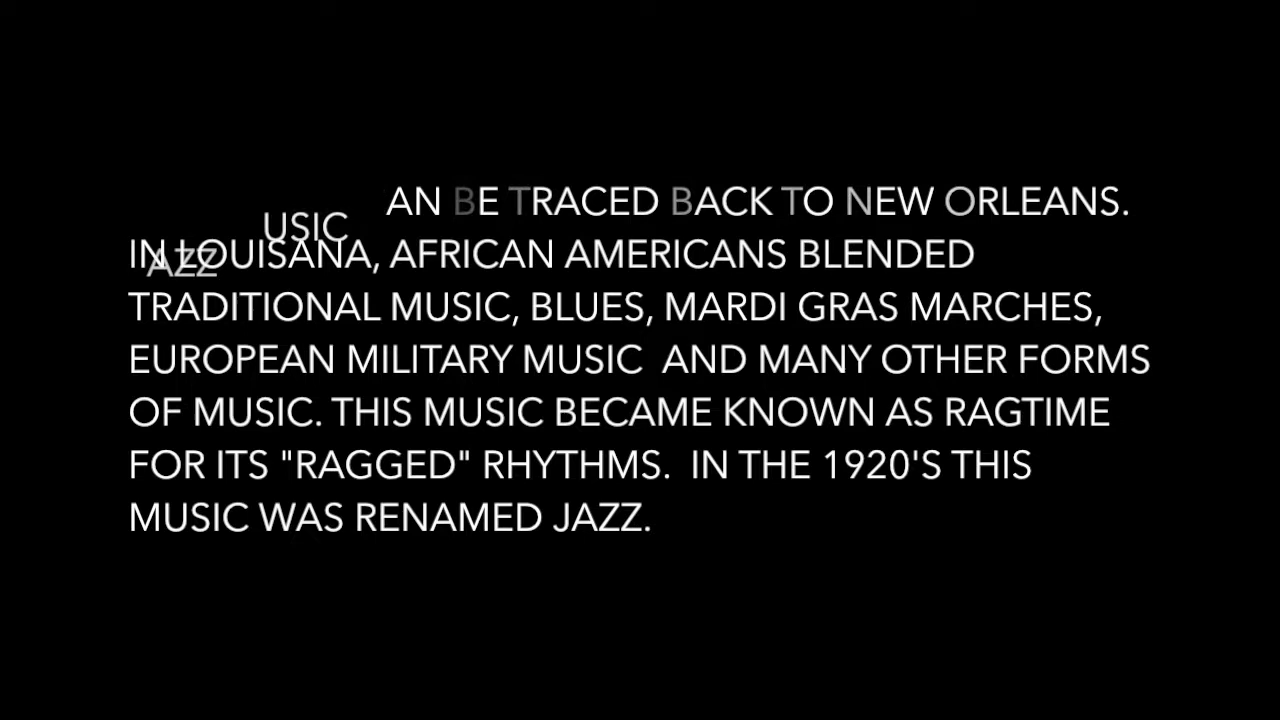 AN BE TRACED BACK TO NEW ORLEANS.
USIC
AZZ
IN LOUISANA, AFRICAN AMERICANS BLENDED
TRADITIONAL MUSIC, BLUES, MARDI GRAS MARCHES,
EUROPEAN MILITARY MUSIC  AND MANY OTHER FORMS
OF MUSIC. THIS MUSIC BECAME KNOWN AS RAGTIME
FOR ITS "RAGGED" RHYTHMS.  IN THE 1920'S THIS
MUSIC WAS RENAMED JAZZ.